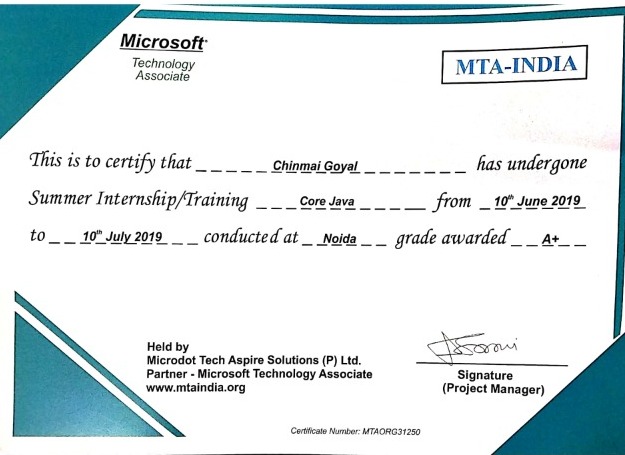 Microsoft
Technology
Associate
MTA-INDIA
This is to certify that _ _ _ _ _ Chinmai Goyal _ _ _ _ _ _ _ has undergone
Summer Internship/Training _ _ _ Core Java _ _ _ _ from _ 10th June 2019
to _ _ 10th July 2019 _ _ _ conducted at _ Noida _ _ grade awarded _ _ A+ _ _
Held by
Microdot Tech Aspire Solutions (P) Ltd.
Partner - Microsoft Technology Associate
www.mtaindia.org
Signature
(Project Manager)
Certificate Number: MTAORG31250